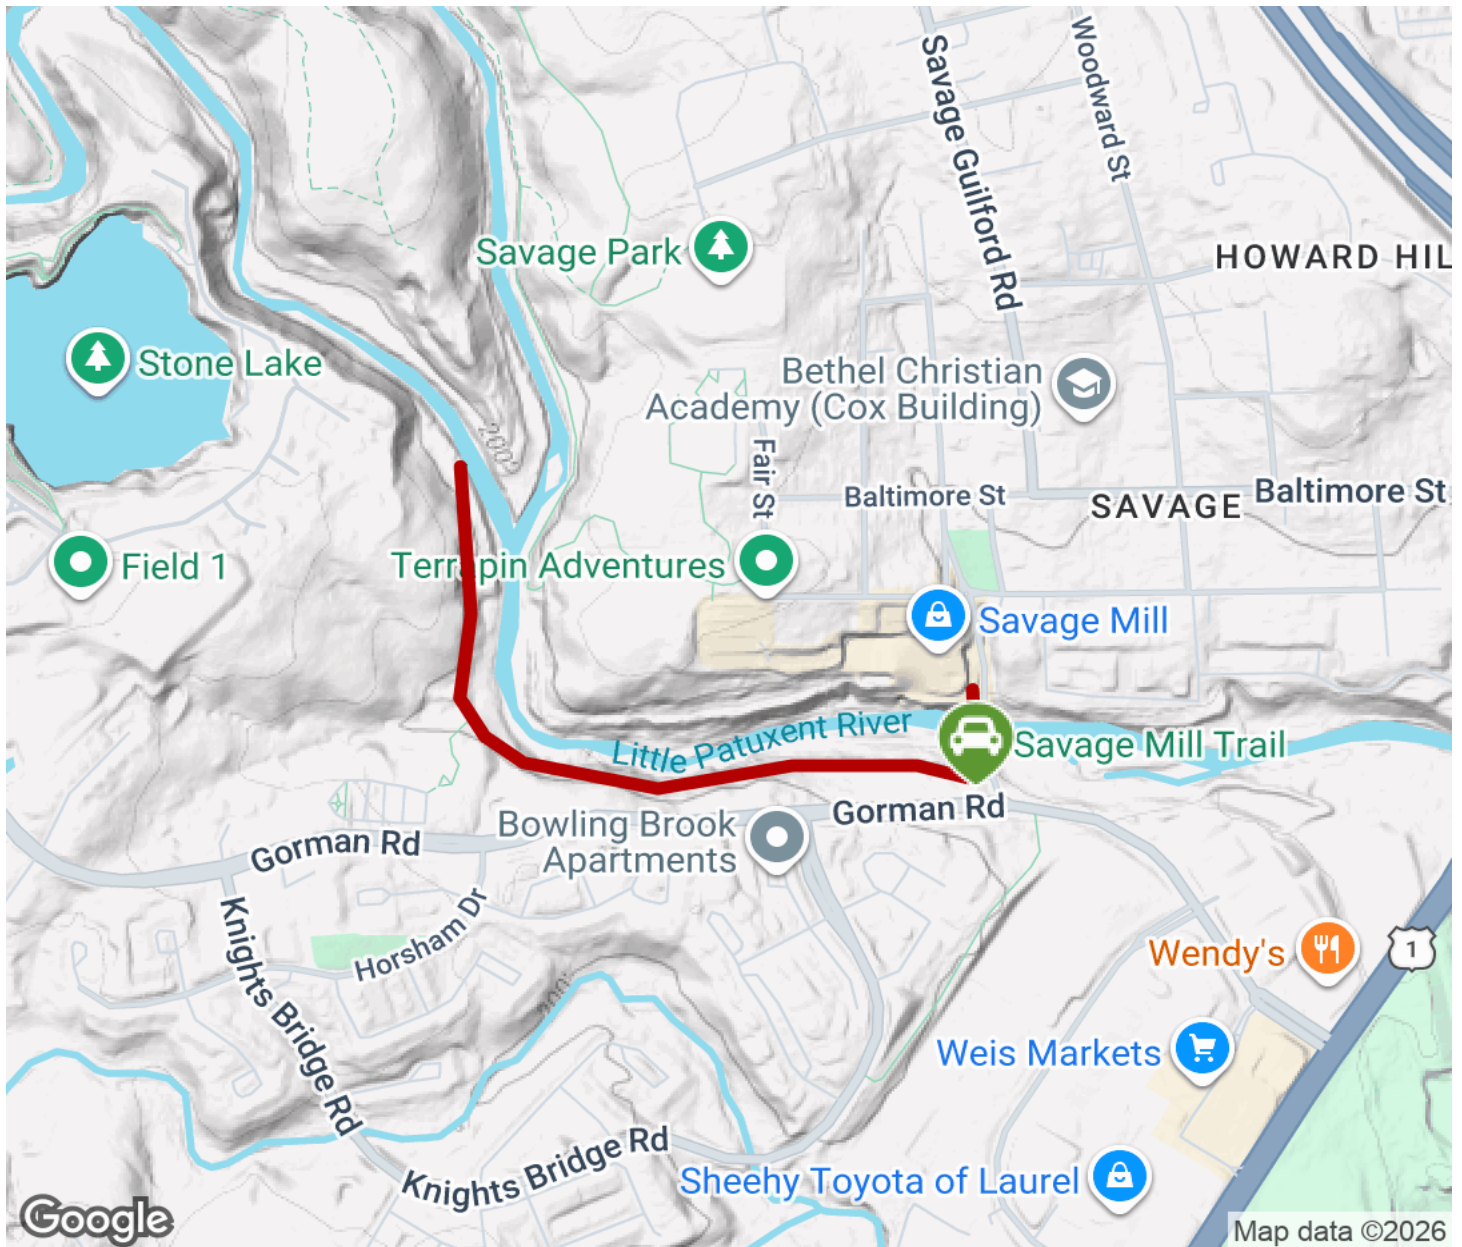 Savage Guilford Rd
Woodward St
Savage Park
HOWARD HIL
Stone Lake
Bethel Christian
Academy (Cox Building)
Fair St
Baltimore St
SAVAGE
Baltimore St
Field 1
Terrapin Adventures
Savage Mill
Little Patuxent River
Savage Mill Trail
Gorman Rd
Bowling Brook
Apartments
Gorman Rd
Horsham Dr
Knights Bridge Rd
Wendy's
1
Weis Markets
Knights Bridge Rd
Sheehy Toyota of Laurel
Google
Map data ©2026